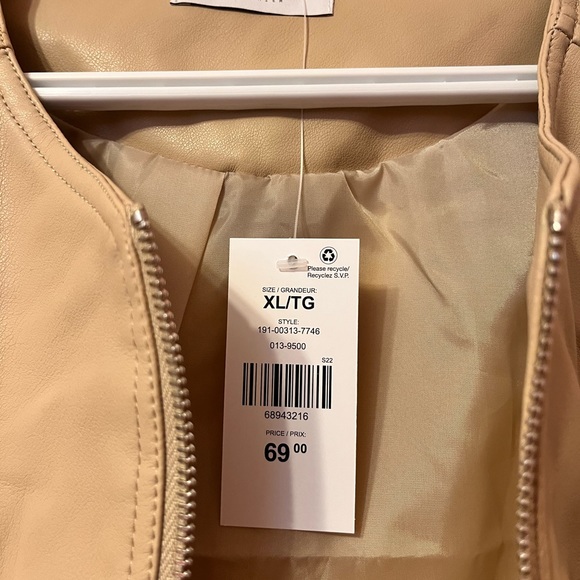 Please recycle/
Recyclez S.V.P.
SIZE / GRANDEUR:
XL/TG
STYLE:
191-00313-7746
013-9500
S22
68943216
PRICE / PRIX:
69 00